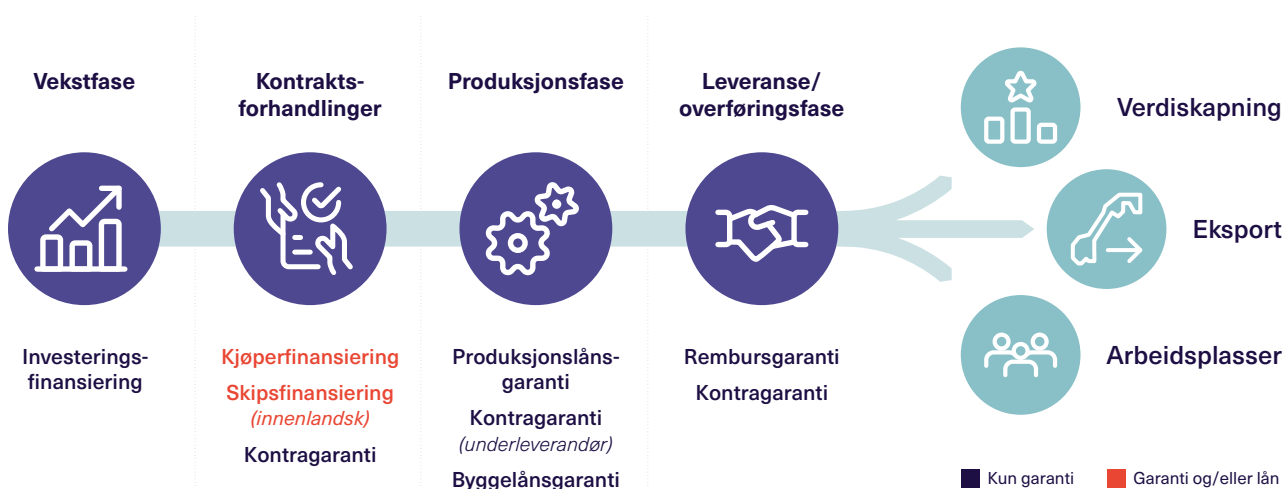 Vekstfase
Kontrakts-
forhandlinger
Produksjonsfase
Leveranse/
overføringsfase
Verdiskapning
Eksport
Arbeidsplasser
Investerings-
finansiering
Kjøperfinansiering
Skipsfinansiering
(innenlandsk)
Kontragaranti
Produksjonslåns-
garanti
Kontragaranti
(underleverandør)
Byggelånsgaranti
Rembursgaranti
Kontragaranti
Kun garanti
Garanti og/eller lån